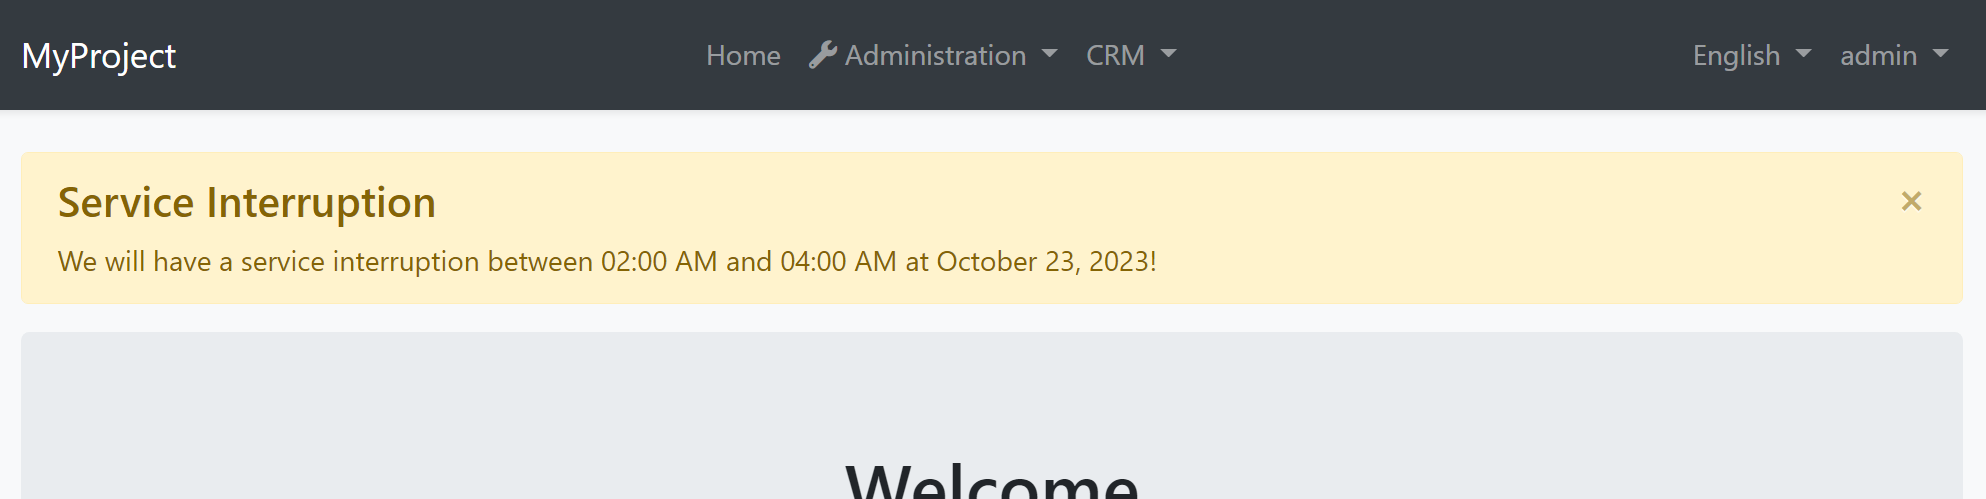 MyProject Home Administration CRM English admin
Service Interruption
We will have a service interruption between 02:00 AM and 04:00 AM at October 23, 2023!
Welcome